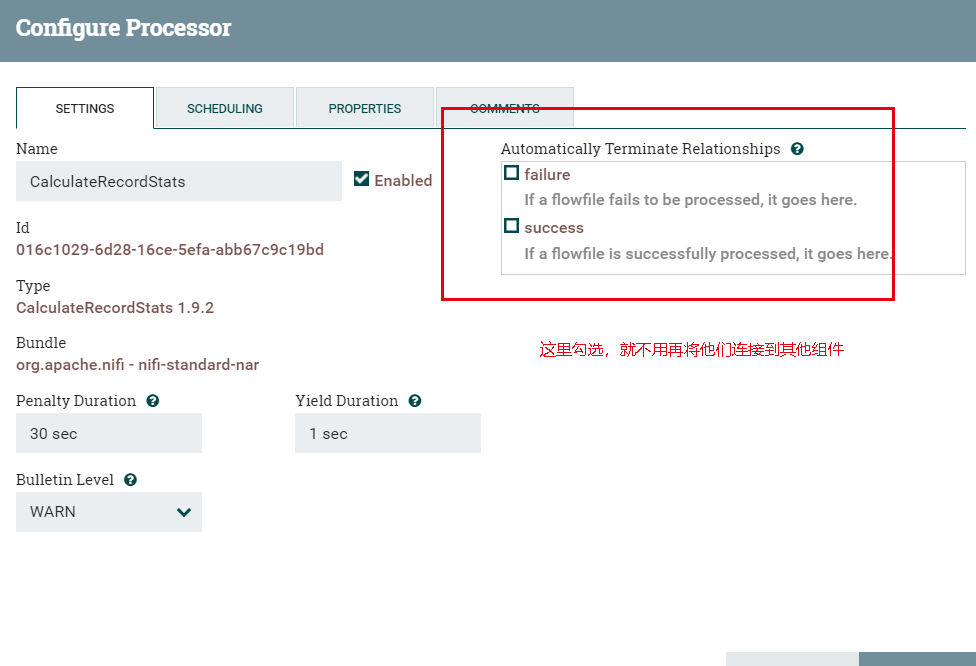 Configure Processor
SETTINGS
SCHEDULING
PROPERTIES
COMMENTS
Name
CalculateRecordStats
Enabled
Id
016c1029-6d28-16ce-5efa-abb67c9c19bd
Type
CalculateRecordStats 1.9.2
Bundle
org.apache.nifi - nifi-standard-nar
Penalty Duration
Yield Duration
30 sec
1 sec
Bulletin Level
WARN
Automatically Terminate Relationships
failure
If a flowfile fails to be processed, it goes here.
success
If a flowfile is successfully processed, it goes here.
这里勾选，就不用再将他们连接到其他组件